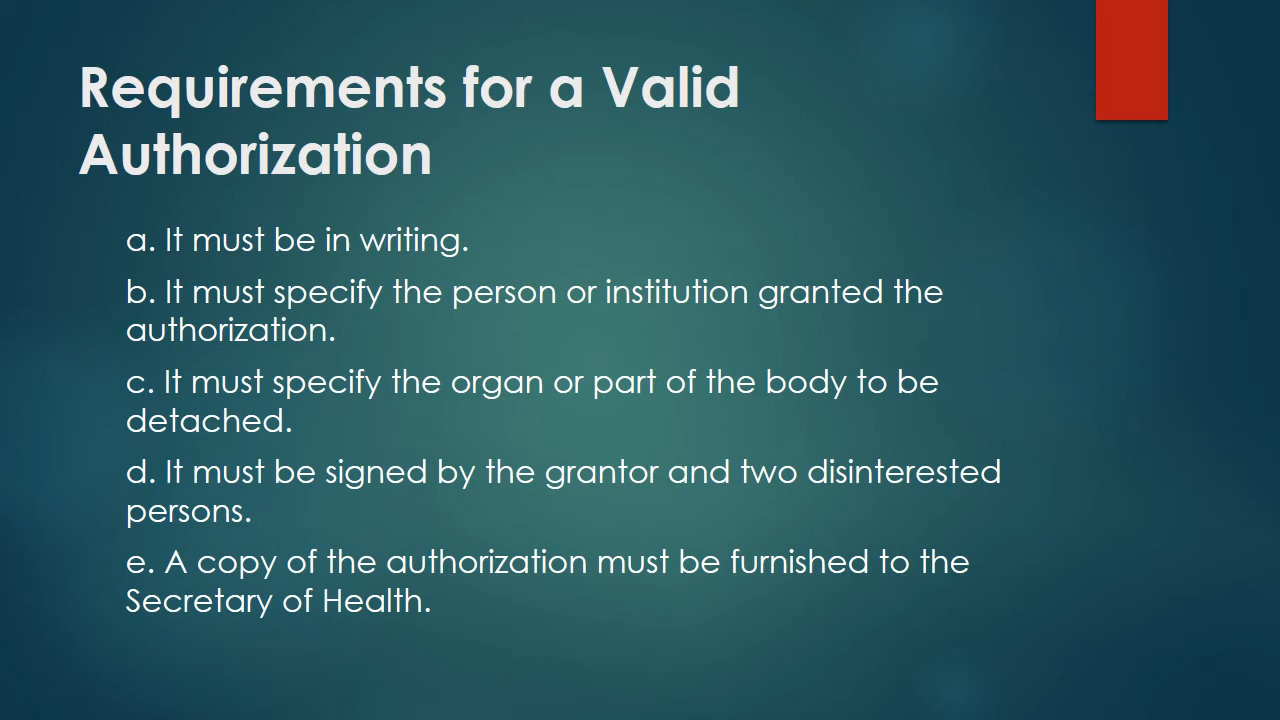 Requirements for a Valid
Authorization
a. It must be in writing.
b. It must specify the person or institution granted the
authorization.
c. It must specify the organ or part of the body to be
detached.
d. It must be signed by the grantor and two disinterested
persons.
e. A copy of the authorization must be furnished to the
Secretary of Health.